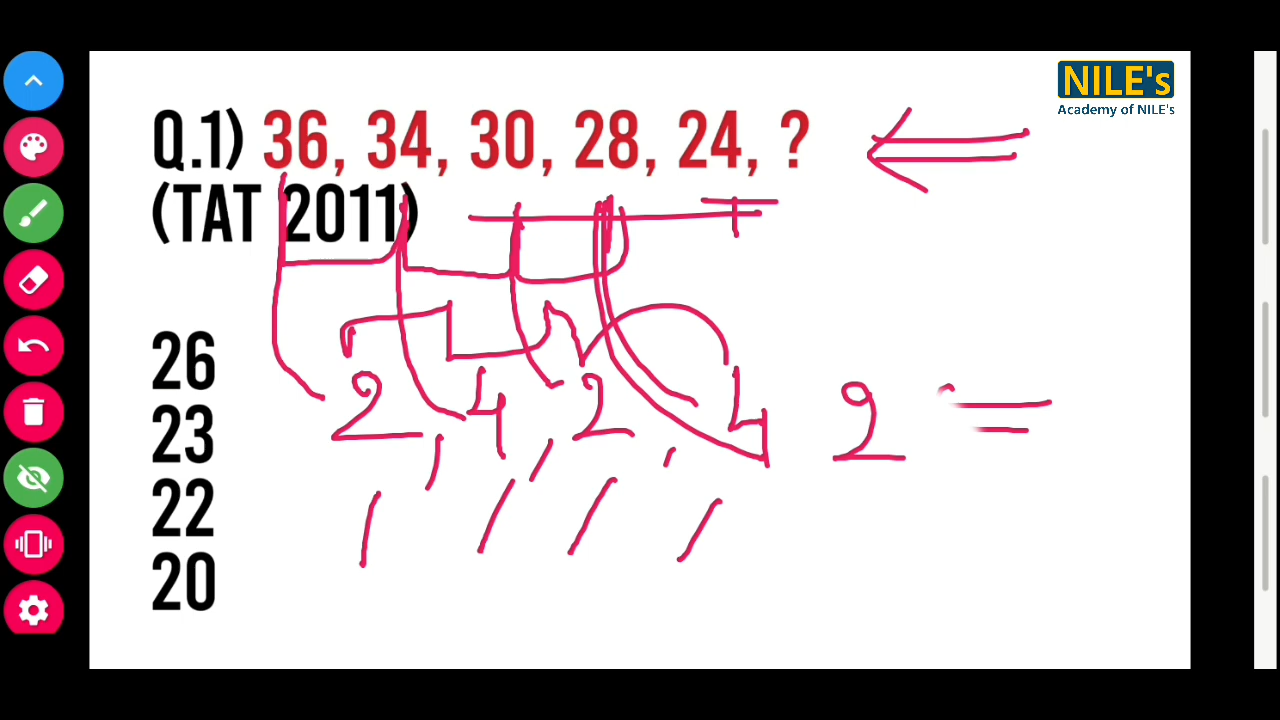 NILE's
Academy of NILE's
Q.1) 36, 34, 30, 28, 24, ?
(TAT 2011)
26
23
22
20
2, 4, 2, 4 2 =